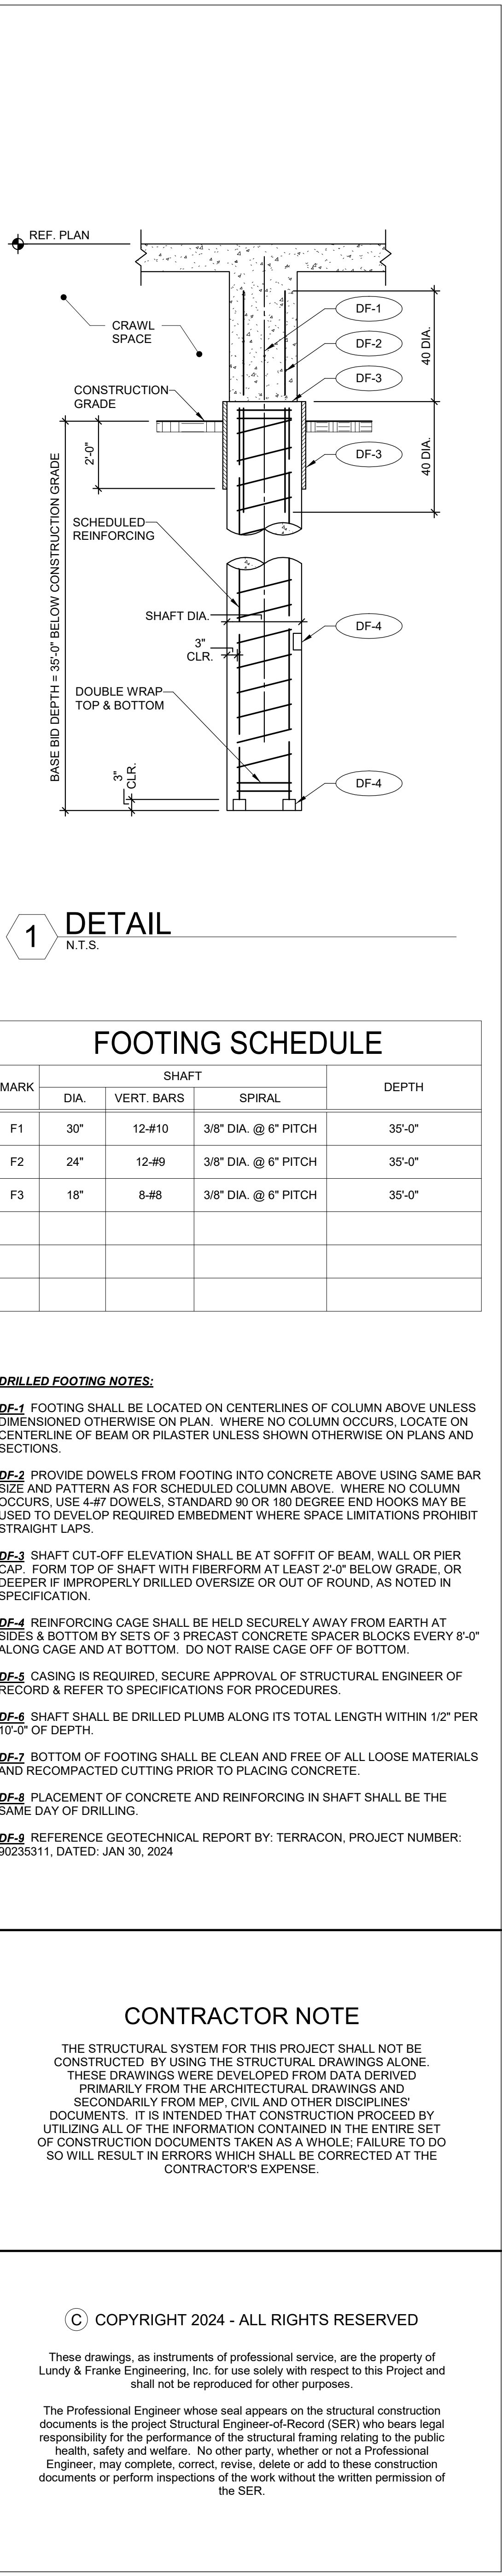 REF. PLAN
DF-1
CRAWL
SPACE
DF-2
40 DIA.
DF-3
CONSTRUCTION
GRADE
2'-0"
DF-3
40 DIA.
BASE BID DEPTH = 35'-0" BELOW CONSTRUCTION GRADE
SCHEDULED
REINFORCING
SHAFT DIA.
DF-4
3"
CLR.
DOUBLE WRAP
TOP & BOTTOM
3"
CLR.
DF-4
1
DETAIL
N.T.S.
FOOTING SCHEDULE
MARK SHAFT DEPTH
DIA. VERT. BARS SPIRAL
F1 30" 12-#10 3/8" DIA. @ 6" PITCH 35'-0"
F2 24" 12-#9 3/8" DIA. @ 6" PITCH 35'-0"
F3 18" 8-#8 3/8" DIA. @ 6" PITCH 35'-0"
DRILLED FOOTING NOTES:
DF-1 FOOTING SHALL BE LOCATED ON CENTERLINES OF COLUMN ABOVE UNLESS
DIMENSIONED OTHERWISE ON PLAN. WHERE NO COLUMN OCCURS, LOCATE ON
CENTERLINE OF BEAM OR PILASTER UNLESS SHOWN OTHERWISE ON PLANS AND
SECTIONS.
DF-2 PROVIDE DOWELS FROM FOOTING INTO CONCRETE ABOVE USING SAME BAR
SIZE AND PATTERN AS FOR SCHEDULED COLUMN ABOVE. WHERE NO COLUMN
OCCURS, USE 4-#7 DOWELS, STANDARD 90 OR 180 DEGREE END HOOKS MAY BE
USED TO DEVELOP REQUIRED EMBEDMENT WHERE SPACE LIMITATIONS PROHIBIT
STRAIGHT LAPS.
DF-3 SHAFT CUT-OFF ELEVATION SHALL BE AT SOFFIT OF BEAM, WALL OR PIER
CAP. FORM TOP OF SHAFT WITH FIBERFORM AT LEAST 2'-0" BELOW GRADE, OR
DEEPER IF IMPROPERLY DRILLED OVERSIZE OR OUT OF ROUND, AS NOTED IN
SPECIFICATION.
DF-4 REINFORCING CAGE SHALL BE HELD SECURELY AWAY FROM EARTH AT
SIDES & BOTTOM BY SETS OF 3 PRECAST CONCRETE SPACER BLOCKS EVERY 8'-0"
ALONG CAGE AND AT BOTTOM. DO NOT RAISE CAGE OFF OF BOTTOM.
DF-5 CASING IS REQUIRED, SECURE APPROVAL OF STRUCTURAL ENGINEER OF
RECORD & REFER TO SPECIFICATIONS FOR PROCEDURES.
DF-6 SHAFT SHALL BE DRILLED PLUMB ALONG ITS TOTAL LENGTH WITHIN 1/2" PER
10'-0" OF DEPTH.
DF-7 BOTTOM OF FOOTING SHALL BE CLEAN AND FREE OF ALL LOOSE MATERIALS
AND RECOMPACTED CUTTING PRIOR TO PLACING CONCRETE.
DF-8 PLACEMENT OF CONCRETE AND REINFORCING IN SHAFT SHALL BE THE
SAME DAY OF DRILLING.
DF-9 REFERENCE GEOTECHNICAL REPORT BY: TERRACON, PROJECT NUMBER:
90235311, DATED: JAN 30, 2024
CONTRACTOR NOTE
THE STRUCTURAL SYSTEM FOR THIS PROJECT SHALL NOT BE
CONSTRUCTED BY USING THE STRUCTURAL DRAWINGS ALONE.
THESE DRAWINGS WERE DEVELOPED FROM DATA DERIVED
PRIMARILY FROM THE ARCHITECTURAL DRAWINGS AND
SECONDARILY FROM MEP, CIVIL AND OTHER DISCIPLINES'
DOCUMENTS. IT IS INTENDED THAT CONSTRUCTION PROCEED BY
UTILIZING ALL OF THE INFORMATION CONTAINED IN THE ENTIRE SET
OF CONSTRUCTION DOCUMENTS TAKEN AS A WHOLE; FAILURE TO DO
SO WILL RESULT IN ERRORS WHICH SHALL BE CORRECTED AT THE
CONTRACTOR'S EXPENSE.
© COPYRIGHT 2024 - ALL RIGHTS RESERVED
These drawings, as instruments of professional service, are the property of
Lundy & Franke Engineering, Inc. for use solely with respect to this Project and
shall not be reproduced for other purposes.
The Professional Engineer whose seal appears on the structural construction
documents is the project Structural Engineer-of-Record (SER) who bears legal
responsibility for the performance of the structural framing relating to the public
health, safety and welfare. No other party, whether or not a Professional
Engineer, may complete, correct, revise, delete or add to these construction
documents or perform inspections of the work without the written permission of
the SER.